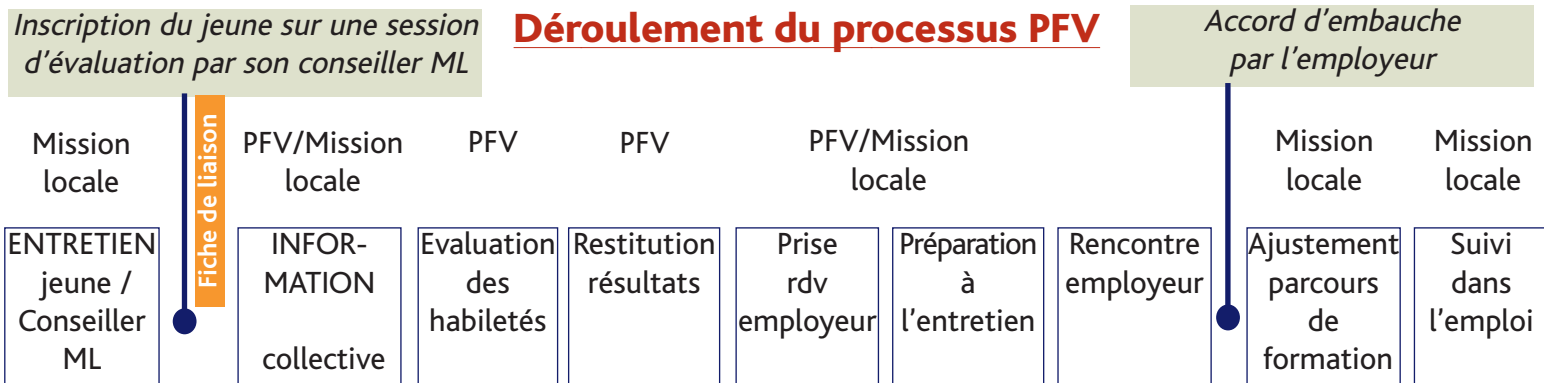 Inscription du jeune sur une session
d'évaluation par son conseiller ML
Déroulement du processus PFV
Accord d'embauche
par l'employeur
Mission
locale
Fiche de liaison
PFV/Mission
locale
PFV
PFV
PFV/Mission
locale
Mission
locale
Mission
locale
ENTRETIEN
jeune /
Conseiller
ML
INFOR-
MATION
collective
Evaluation
des
habiletés
Restitution
résultats
Prise
rdv
employeur
Préparation
à
l'entretien
Rencontre
employeur
Ajustement
parcours
de
formation
Suivi
dans
l'emploi